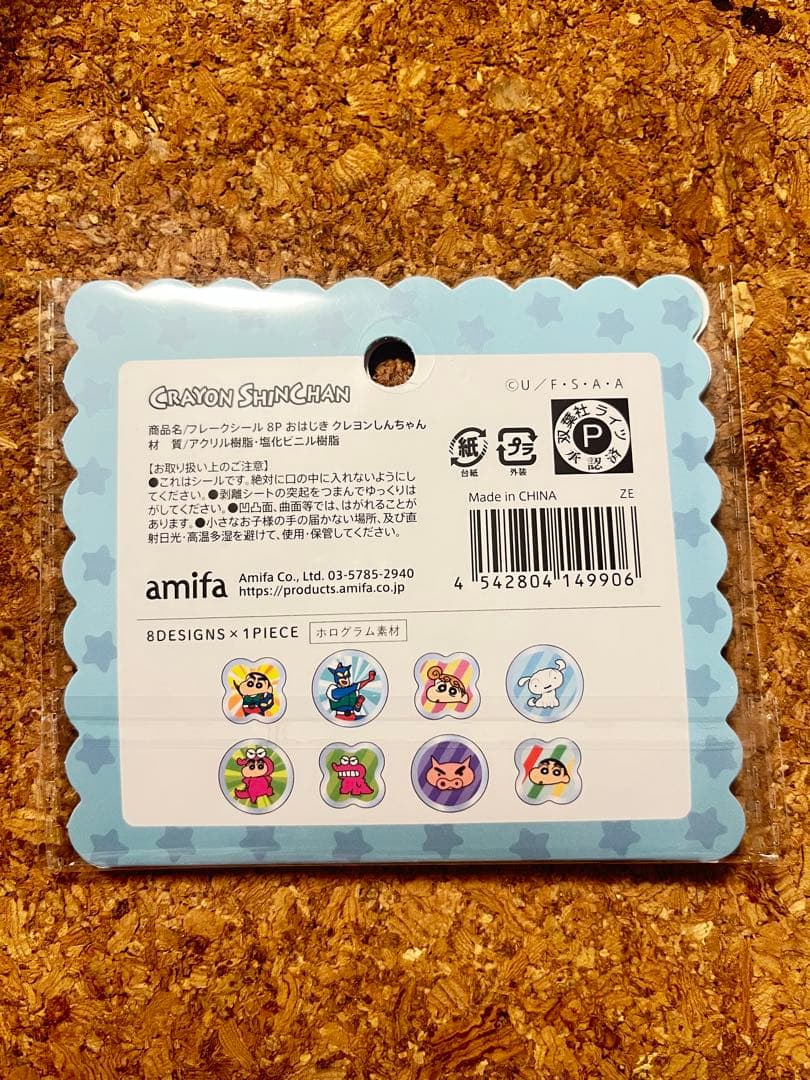 CRAYON SHINCHAN
©U/F・S・A・A
商品名/フレークシール 8P おはじき クレヨンしんちゃん
材 質/アクリル樹脂・塩化ビニル樹脂
【お取り扱い上のご注意】
●これはシールです。絶対に口の中に入れないようにし
てください。●剥離シートの突起をつまんでゆっくりは
がしてください。●凹凸面、曲面等では、はがれることが
あります。●小さなお子様の手の届かない場所、及び直
射日光・高温多湿を避けて、使用・保管してください。
紙
台紙
プラ
外装
双葉社ライツ
P
承認済
Made in CHINA ZE
4 542804 149906
amifa
Amifa Co., Ltd. 03-5785-2940
https://products.amifa.co.jp
8DESIGNS×1PIECE ホログラム素材